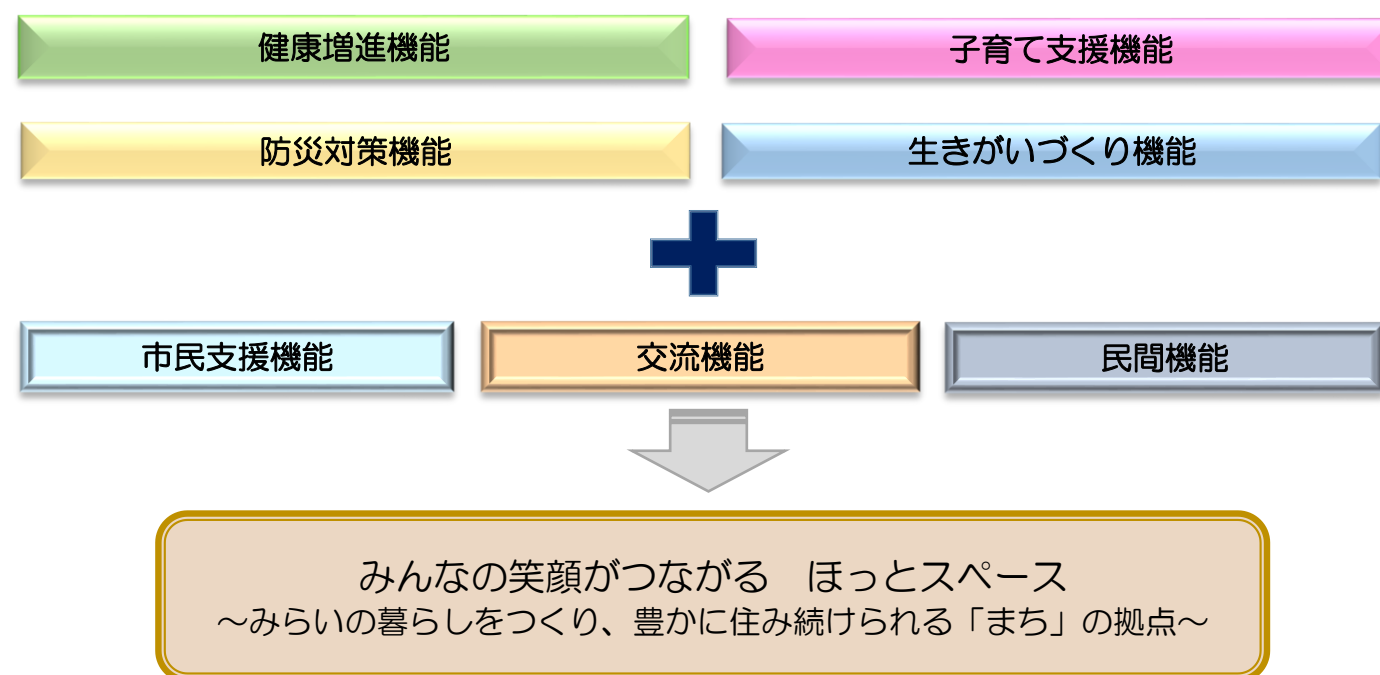 健康増進機能
子育て支援機能
防災対策機能
生きがいづくり機能
市民支援機能
交流機能
民間機能
みんなの笑顔がつながる　ほっとスペース
～みらいの暮らしをつくり、豊かに住み続けられる「まち」の拠点～